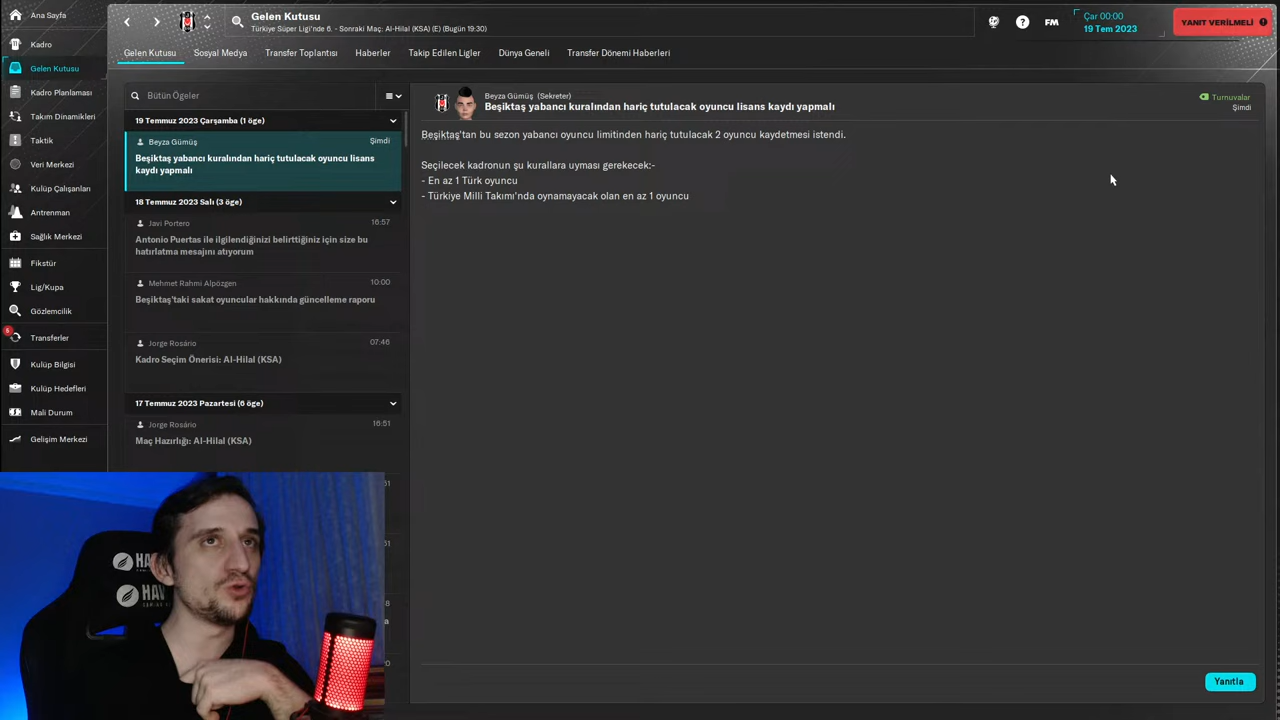 Ana Sayfa
Kadro
Gelen Kutusu
Kadro Planlaması
Takım Dinamikleri
Taktik
Veri Merkezi
Kulüp Çalışanları
Antrenman
Sağlık Merkezi
Fikstür
Lig/Kupa
Gözlemcilik
5
Transferler
Kulüp Bilgisi
Kulüp Hedefleri
Mali Durum
Gelişim Merkezi
Gelen Kutusu
Türkiye Süper Ligi'nde 6. - Sonraki Maç: Al-Hilal (KSA) (E) (Bugün 19:30)
FM
Çar 00:00
19 Tem 2023
YANIT VERİLMELİ
Gelen Kutusu
Sosyal Medya
Transfer Toplantısı
Haberler
Takip Edilen Ligler
Dünya Geneli
Transfer Dönemi Haberleri
Bütün Ögeler
19 Temmuz 2023 Çarşamba (1 öge)
Beyza Gümüş
Şimdi
Beşiktaş yabancı kuralından hariç tutulacak oyuncu lisans
kaydı yapmalı
18 Temmuz 2023 Salı (3 öge)
Javi Portero
16:57
Antonio Puertas ile ilgilendiğinizi belirttiğiniz için size bu
hatırlatma mesajını atıyorum
Mehmet Rahmi Alpözgen
10:00
Beşiktaş'taki sakat oyuncular hakkında güncelleme raporu
Jorge Rosário
07:46
Kadro Seçim Önerisi: Al-Hilal (KSA)
17 Temmuz 2023 Pazartesi (6 öge)
Jorge Rosário
16:51
Maç Hazırlığı: Al-Hilal (KSA)
Beyza Gümüş (Sekreter)
Beşiktaş yabancı kuralından hariç tutulacak oyuncu lisans kaydı yapmalı
Turnuvalar
Şimdi
Beşiktaş'tan bu sezon yabancı oyuncu limitinden hariç tutulacak 2 oyuncu kaydetmesi istendi.
Seçilecek kadronun şu kurallara uyması gerekecek:-
- En az 1 Türk oyuncu
- Türkiye Milli Takımı'nda oynamayacak olan en az 1 oyuncu
Yanıtla